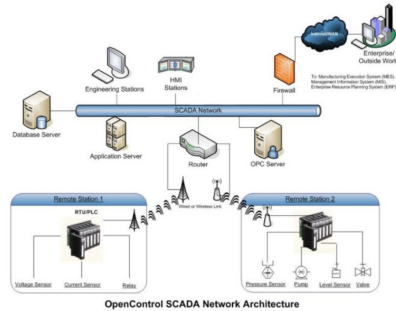 Internet/WAN
Enterprise/
Outside World
To 'Manufacturing Execution System (MES),
Management Information System (MIS),
Enterprise Resource Planning System (ERP)'
Engineering Stations
HMI
Stations
Firewall
SCADA Network
Database Server
Application Server
Router
OPC Server
Wired or Wireless Link
Remote Station 1
RTU/PLC
Voltage Sensor
Current Sensor
Relay
Remote Station 2
Pressure Sensor
Pump
Level Sensor
Valve
OpenControl SCADA Network Architecture